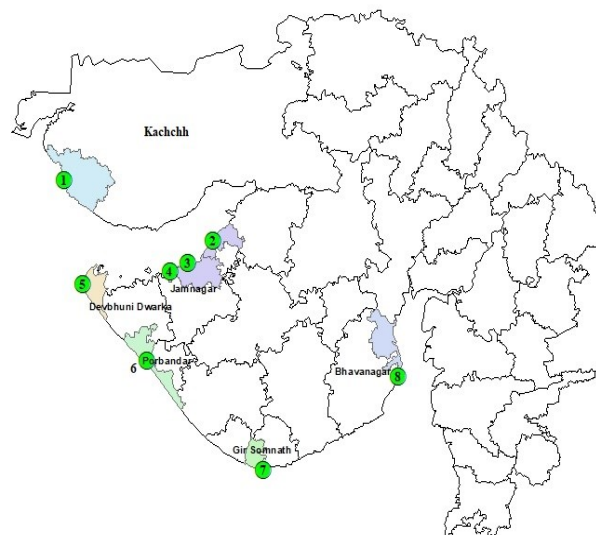 Kachchh
1
2
3
4
Jamnagar
5
Devbhuni Dwarka
6
Porbandar
Bhavanagar
8
Gir Somnath
7